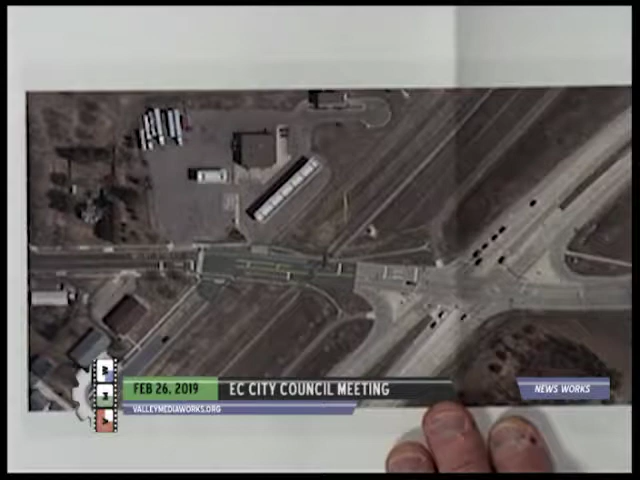 FEB 26, 2019
EC CITY COUNCIL MEETING
NEWS WORKS
VALLEYMEDIAWORKS.ORG